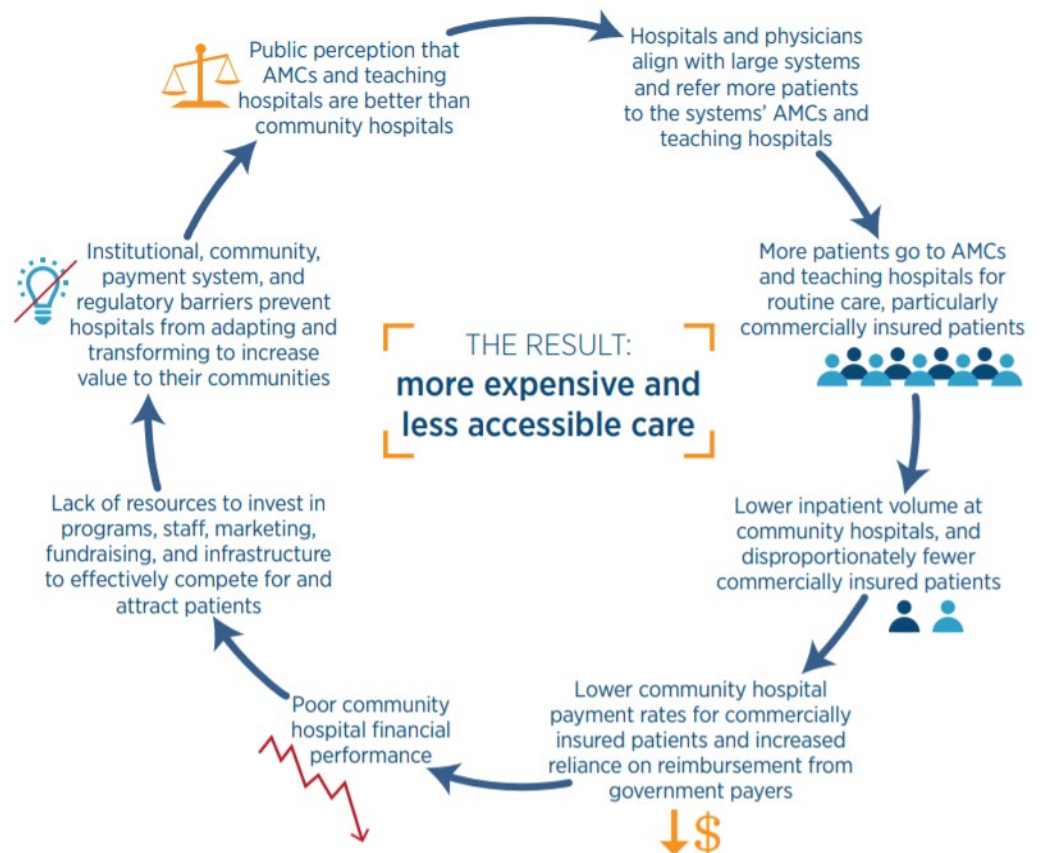 Public perception that
AMCs and teaching
hospitals are better than
community hospitals
Hospitals and physicians
align with large systems
and refer more patients
to the systems’ AMCs and
teaching hospitals
More patients go to AMCs
and teaching hospitals for
routine care, particularly
commercially insured patients
Lower inpatient volume at
community hospitals, and
disproportionately fewer
commercially insured patients
Lower community hospital
payment rates for commercially
insured patients and increased
reliance on reimbursement from
government payers
$
Poor community
hospital financial
performance
Lack of resources to invest in
programs, staff, marketing,
fundraising, and infrastructure
to effectively compete for and
attract patients
Institutional, community,
payment system, and
regulatory barriers prevent
hospitals from adapting and
transforming to increase
value to their communities
THE RESULT:
more expensive and
less accessible care